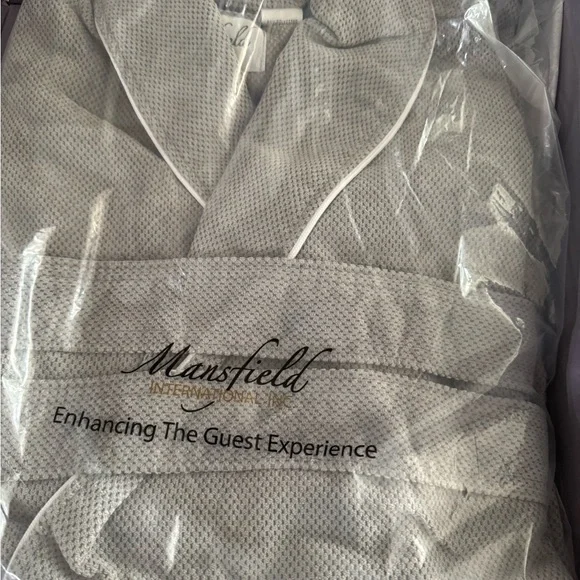 Mansfield
INTERNATIONAL INC
Enhancing The Guest Experience